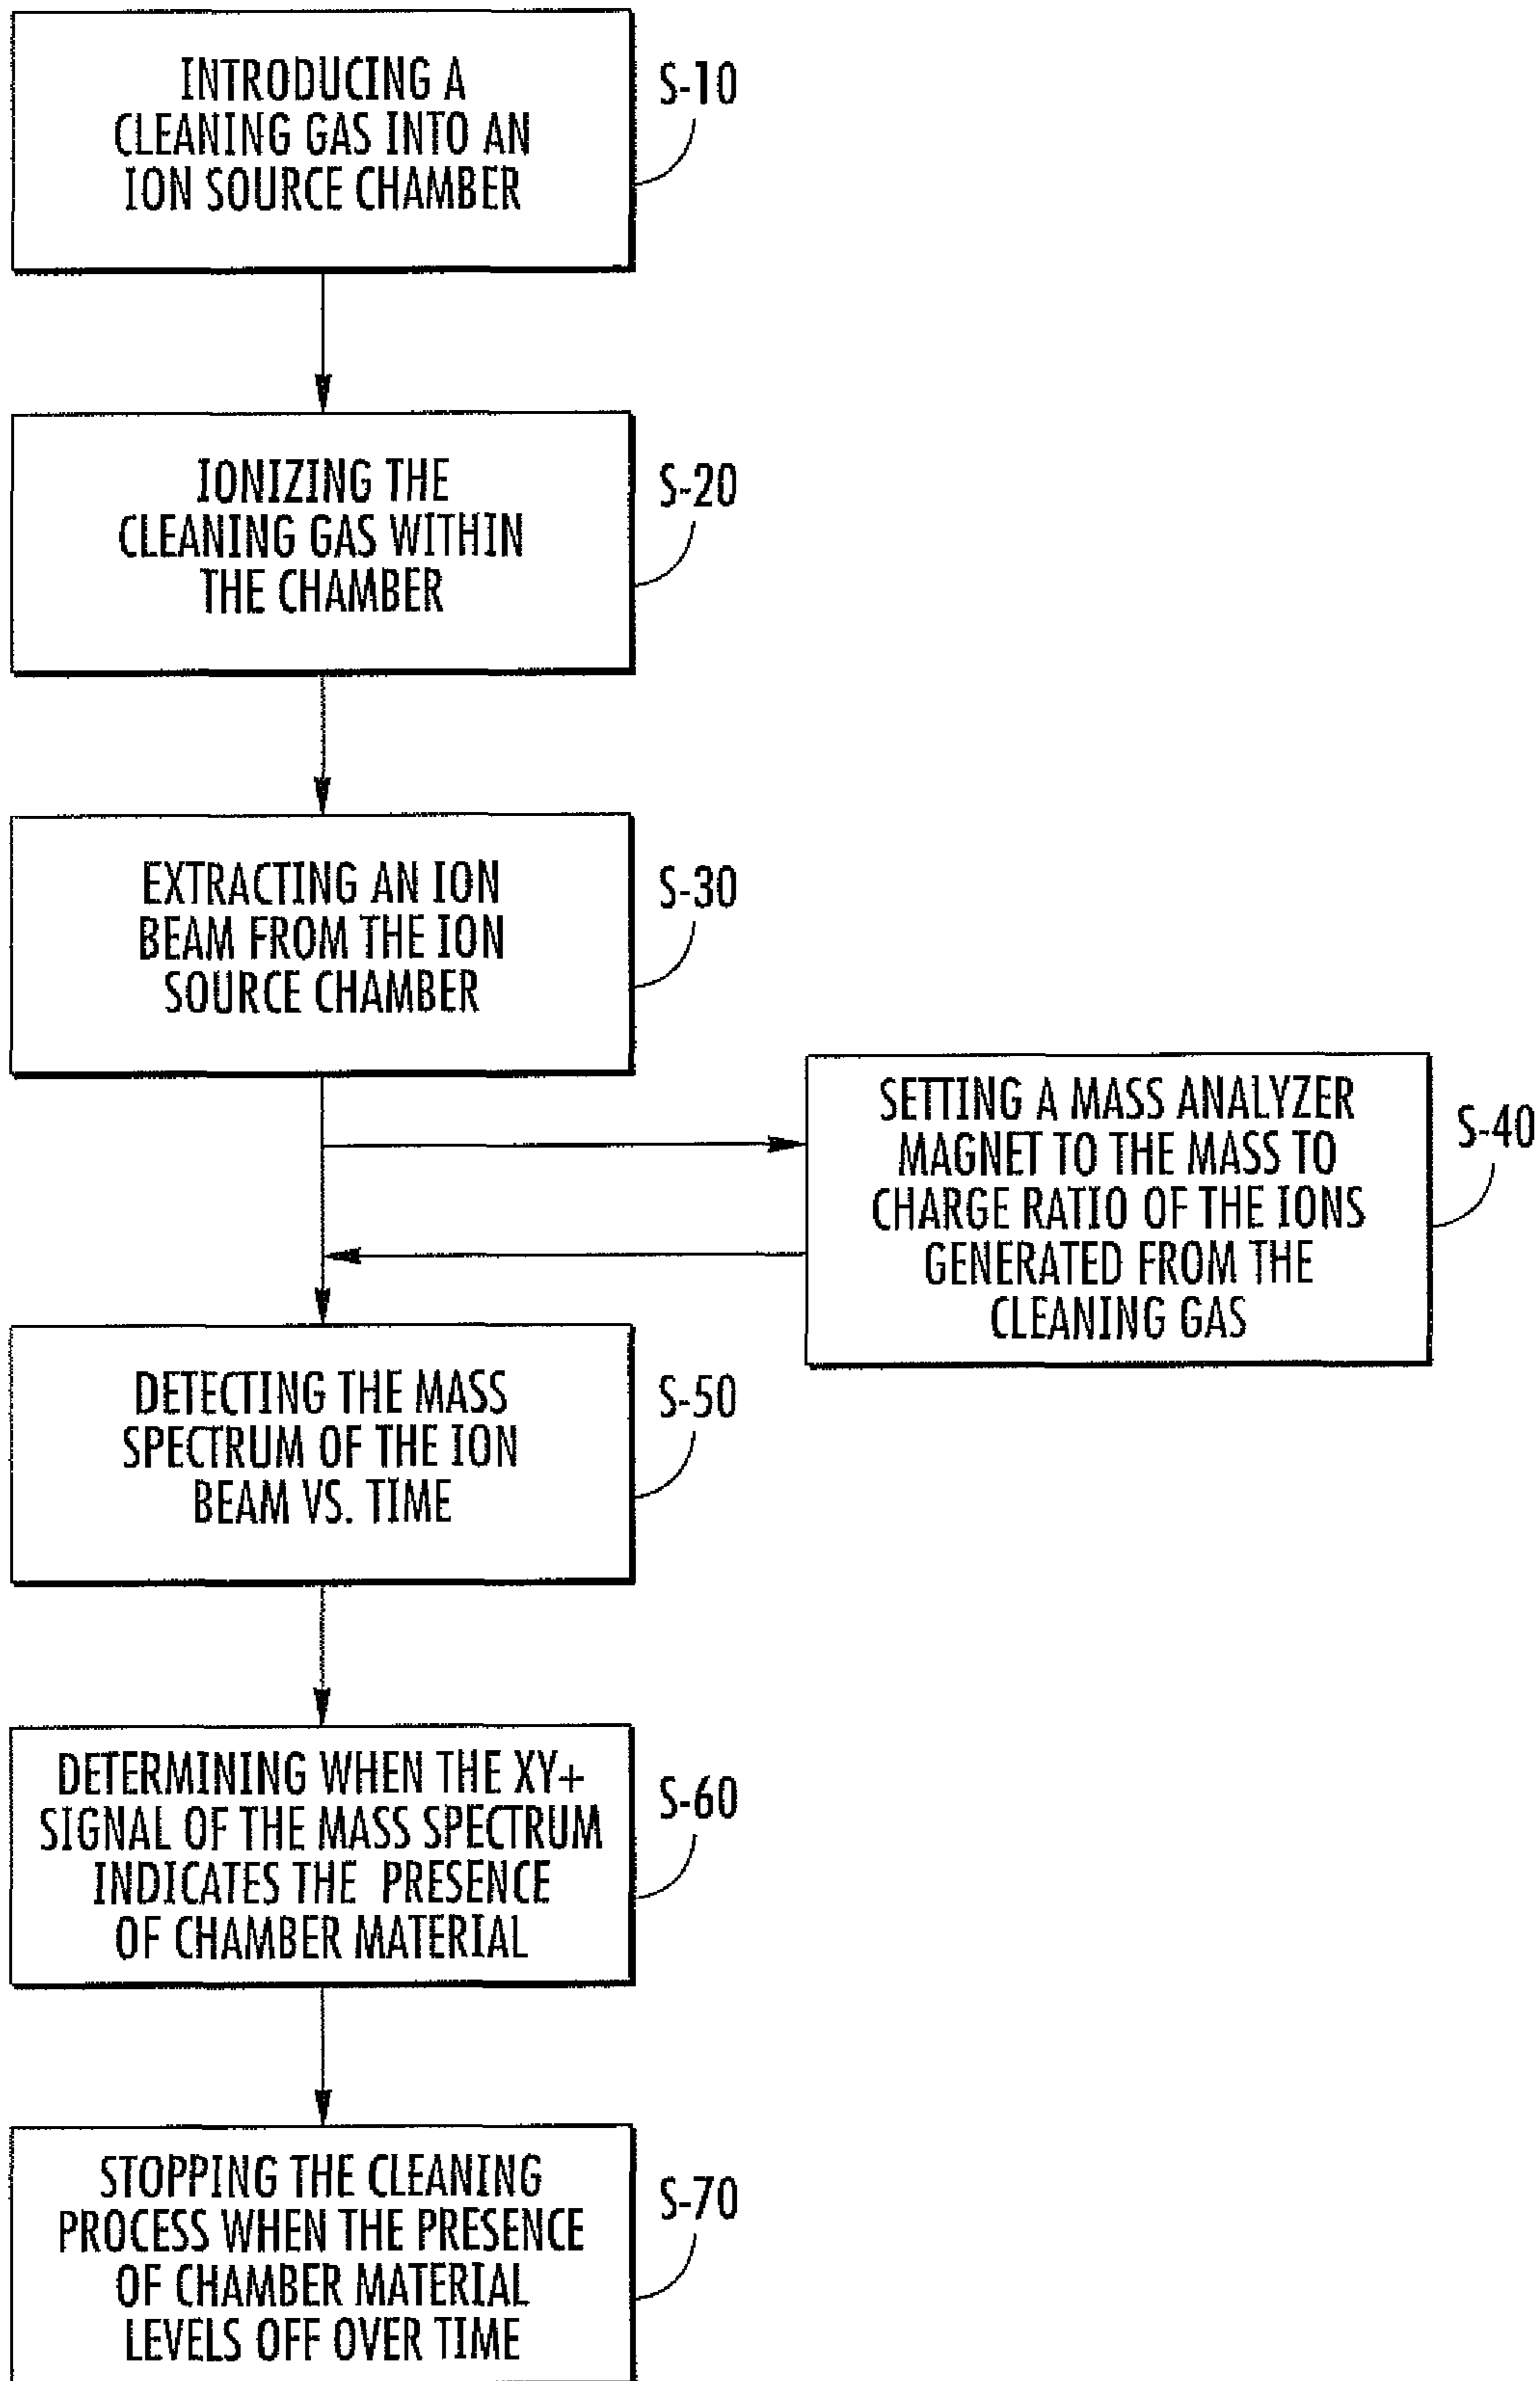 INTRODUCING A
CLEANING GAS INTO AN
ION SOURCE CHAMBER
S-10
IONIZING THE
CLEANING GAS WITHIN
THE CHAMBER
S-20
EXTRACTING AN ION
BEAM FROM THE ION
SOURCE CHAMBER
S-30
SETTING A MASS ANALYZER
MAGNET TO THE MASS TO
CHARGE RATIO OF THE IONS
GENERATED FROM THE
CLEANING GAS
S-40
DETECTING THE MASS
SPECTRUM OF THE ION
BEAM VS. TIME
S-50
DETERMINING WHEN THE XY+
SIGNAL OF THE MASS SPECTRUM
INDICATES THE PRESENCE
OF CHAMBER MATERIAL
S-60
STOPPING THE CLEANING
PROCESS WHEN THE PRESENCE
OF CHAMBER MATERIAL
LEVELS OFF OVER TIME
S-70